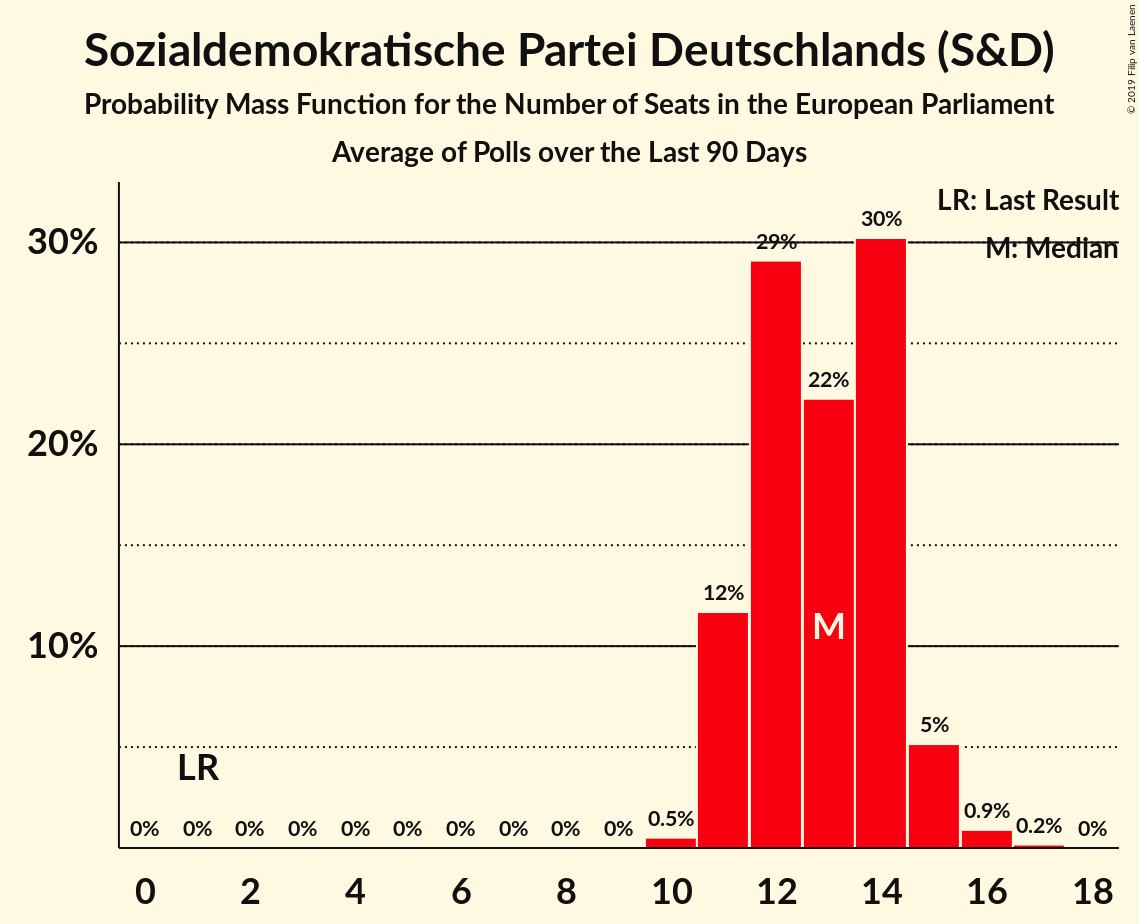 Sozialdemokratische Partei Deutschlands (S&D)
Probability Mass Function for the Number of Seats in the European Parliament
Average of Polls over the Last 90 Days
© 2019 Filip van Laenen
LR: Last Result
M: Median
30%
20%
10%
0% 0% 0% 0% 0% 0% 0% 0% 0% 0% 0.5% 12% 29% 22% 30% 5% 0.9% 0.2% 0%
LR
M
0 2 4 6 8 10 12 14 16 18